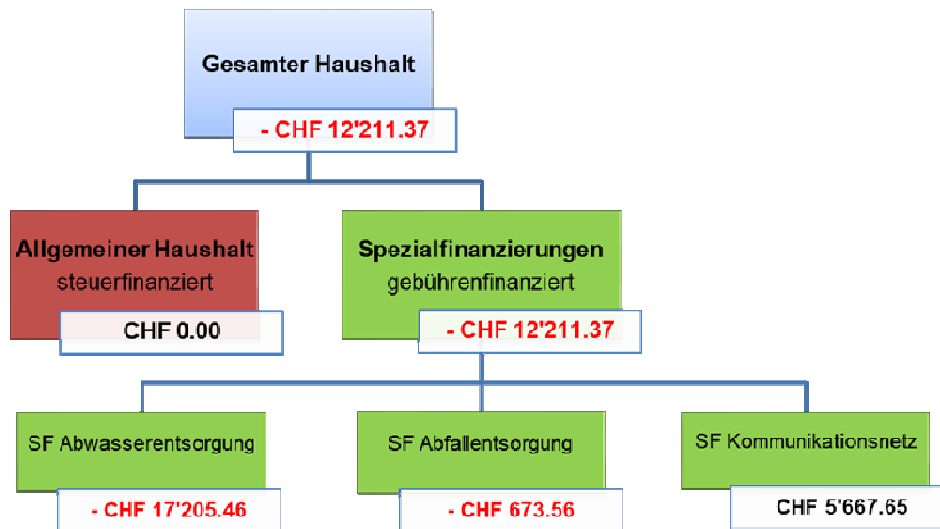 Gesamter Haushalt
- CHF 12'211.37
Allgemeiner Haushalt
steuerfinanziert
CHF 0.00
Spezialfinanzierungen
gebührenfinanziert
- CHF 12'211.37
SF Abwasserentsorgung
- CHF 17'205.46
SF Abfallentsorgung
- CHF 673.56
SF Kommunikationsnetz
CHF 5'667.65